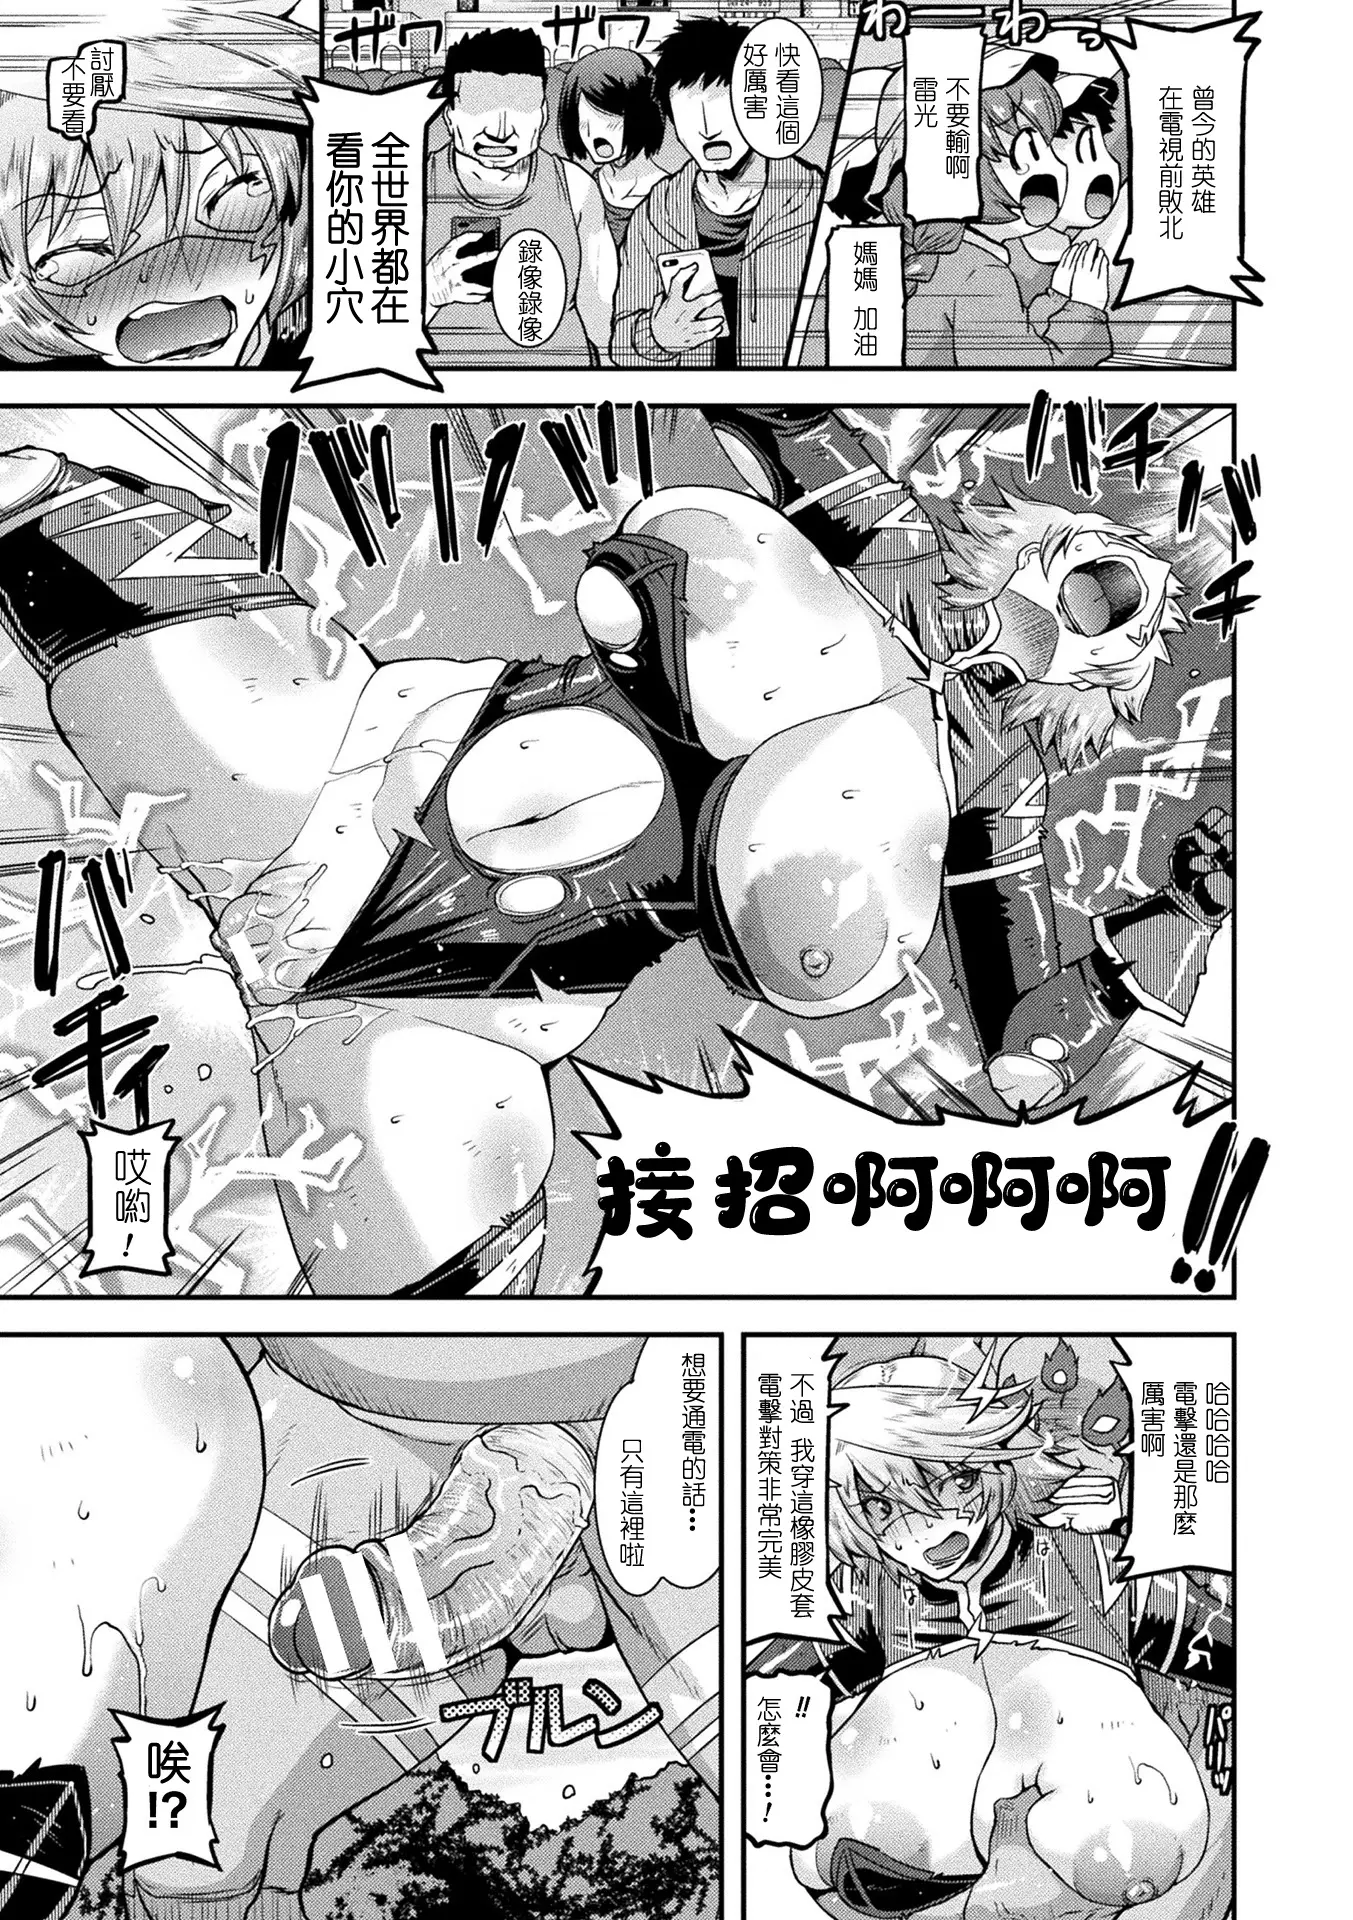 曾今的英雄
在電視前敗北
わー
わっ
不要輸啊
雷光
媽媽 加油
ザワ
ザワ
快看這個
好厲害
錄像錄像
全世界都在
看你的小穴
討厭
不要看
バチ
バチ
接招啊啊啊!!
バチィ
哎喲!
哈哈哈哈
電擊還是那麼
厲害啊
不過 我穿這橡膠皮套
電擊對策非常完美
は
は
!!
怎麼會…!
想要通電的話…
只有這裡啦
ブルン
唉!?